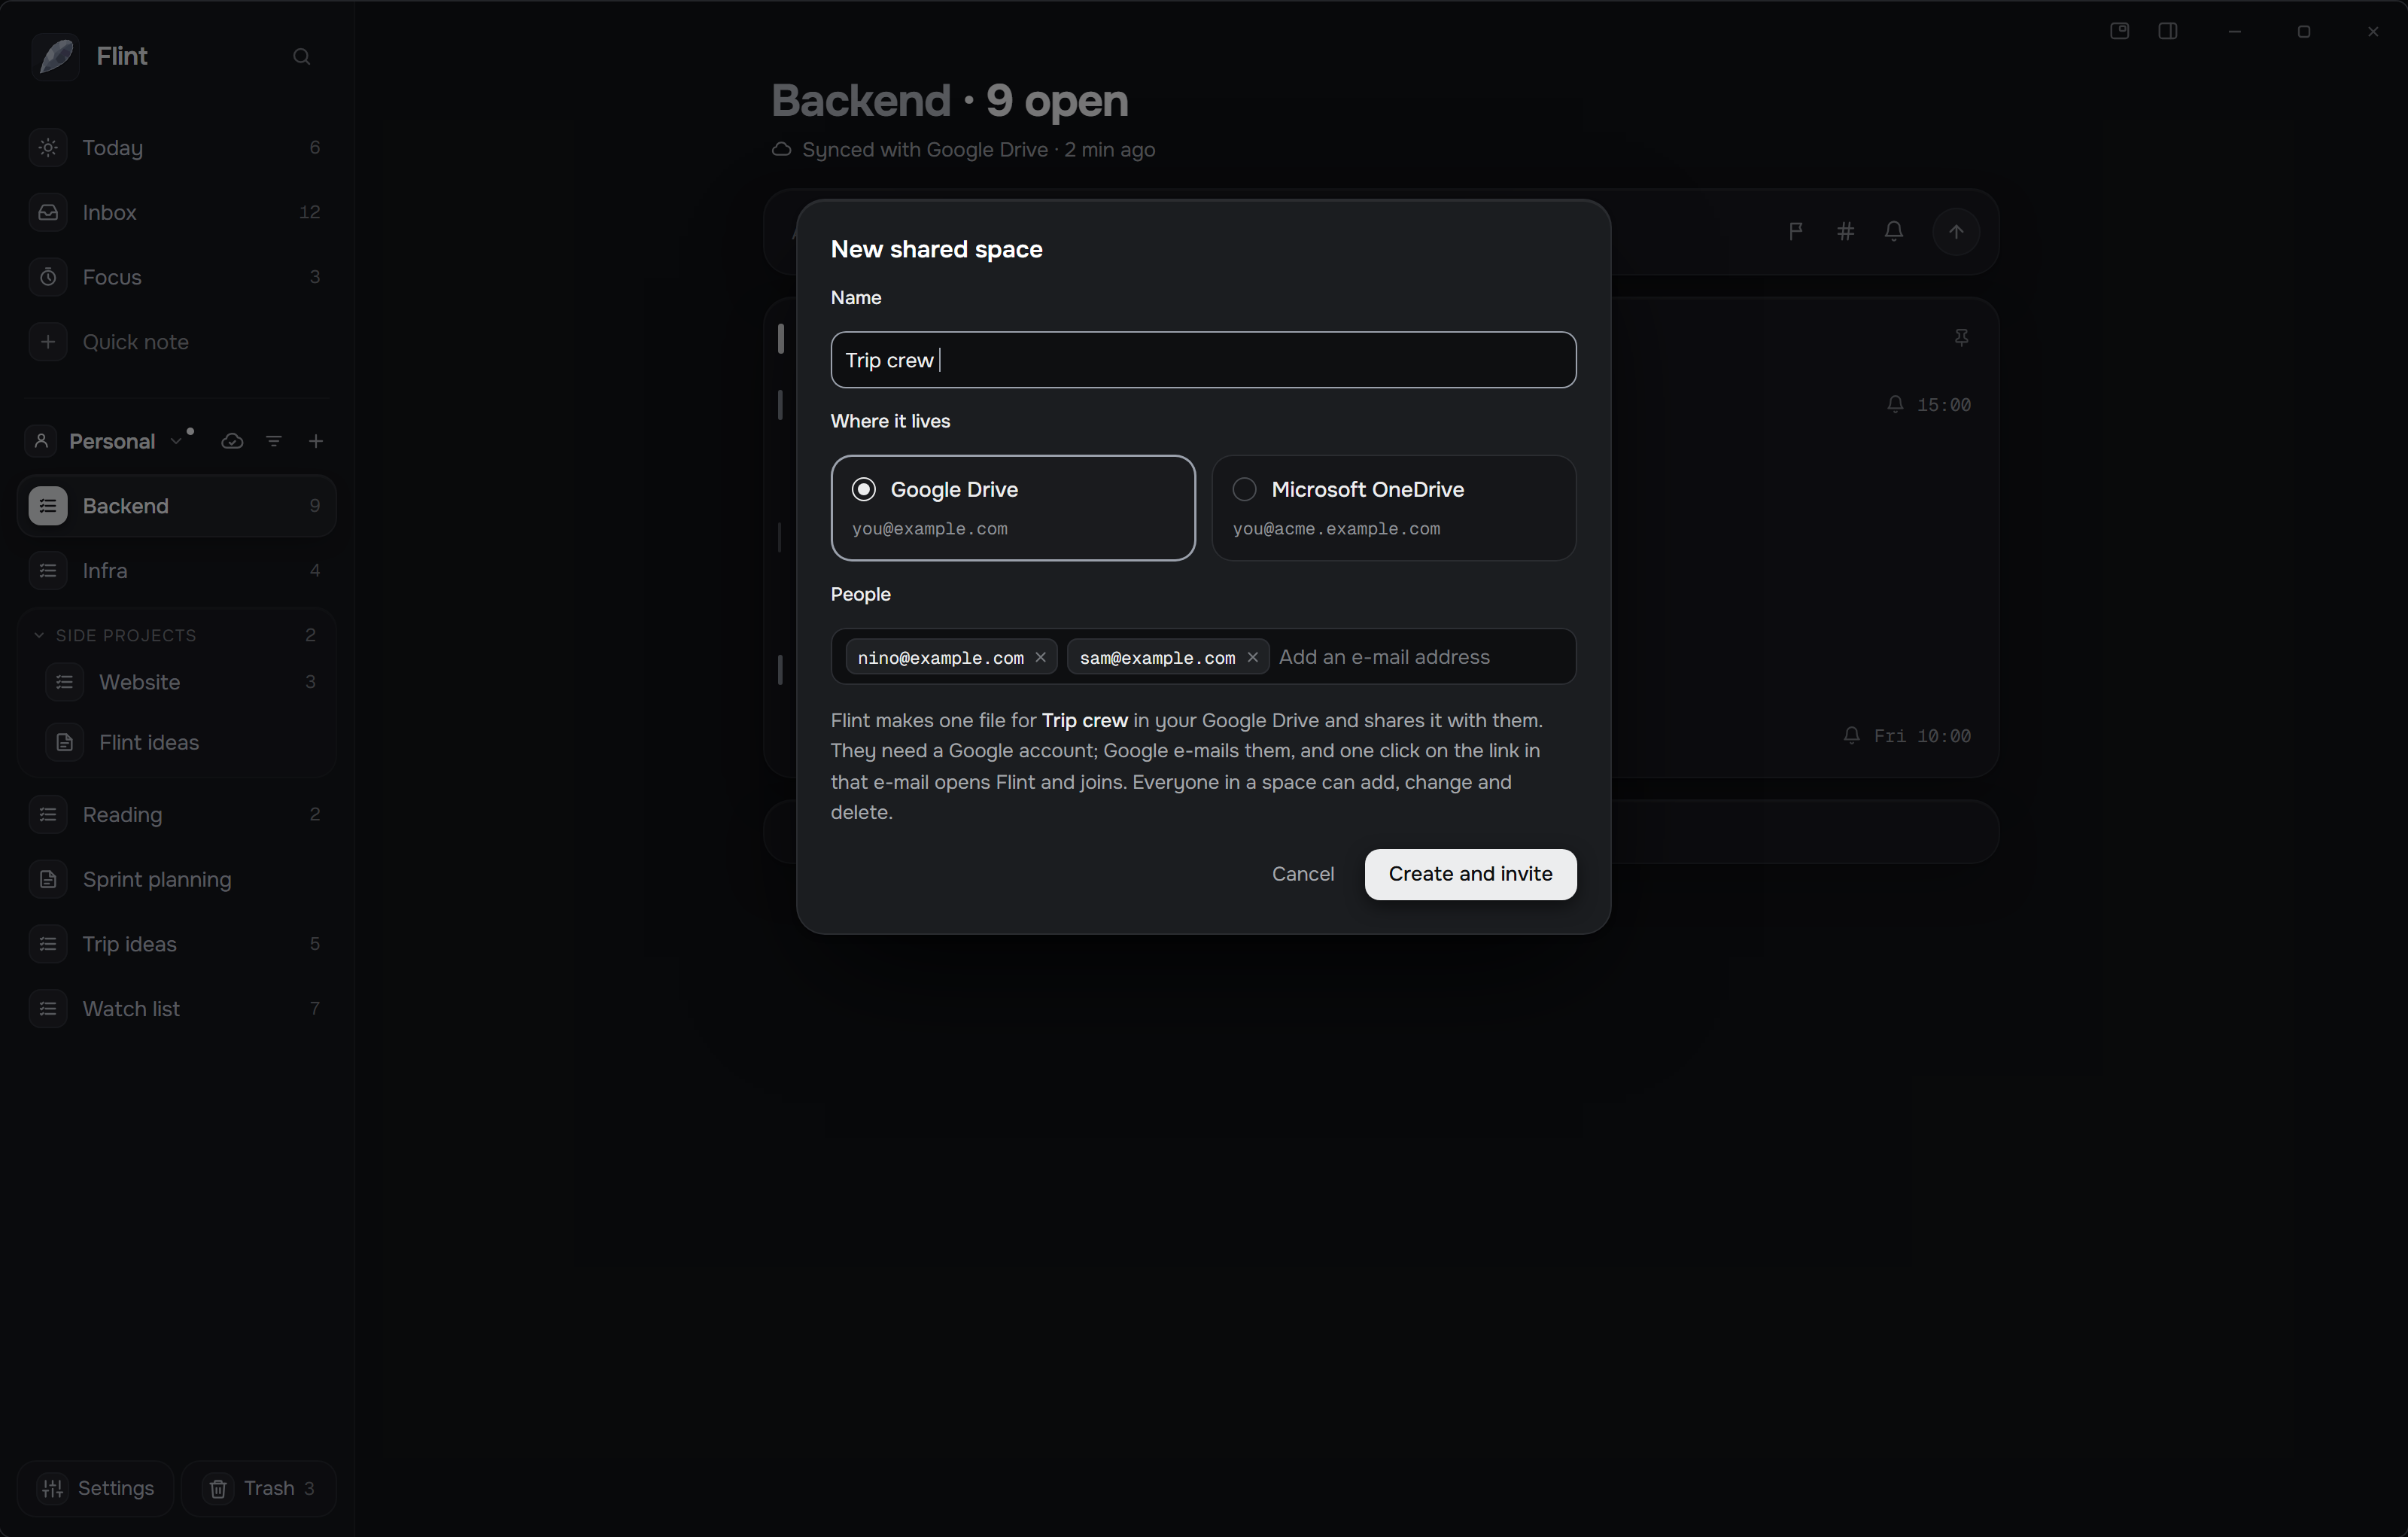 Flint
Today 6
Inbox 12
Focus 3
Quick note
Personal
Backend 9
Infra 4
SIDE PROJECTS 2
Website 3
Flint ideas
Reading 2
Sprint planning
Trip ideas 5
Watch list 7
Settings
Trash 3
Backend · 9 open
Synced with Google Drive · 2 min ago
15:00
Fri 10:00
New shared space
Name
Trip crew
Where it lives
Google Drive
you@example.com
Microsoft OneDrive
you@acme.example.com
People
nino@example.com
sam@example.com
Add an e-mail address
Flint makes one file for Trip crew in your Google Drive and shares it with them.
They need a Google account; Google e-mails them, and one click on the link in
that e-mail opens Flint and joins. Everyone in a space can add, change and
delete.
Cancel
Create and invite